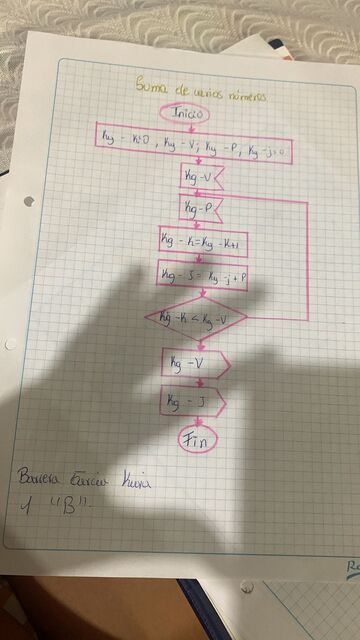 Suma de varios números
Inicio
Kg - K=0, Kg - V; Kg - P, Kg - j=0
Kg - V
Kg - P
Kg - K = Kg - K+1
Kg - J = Kg - j + P
Kg - K < Kg - V
Kg - V
Kg - J
Fin
Barrera García
1 "B".